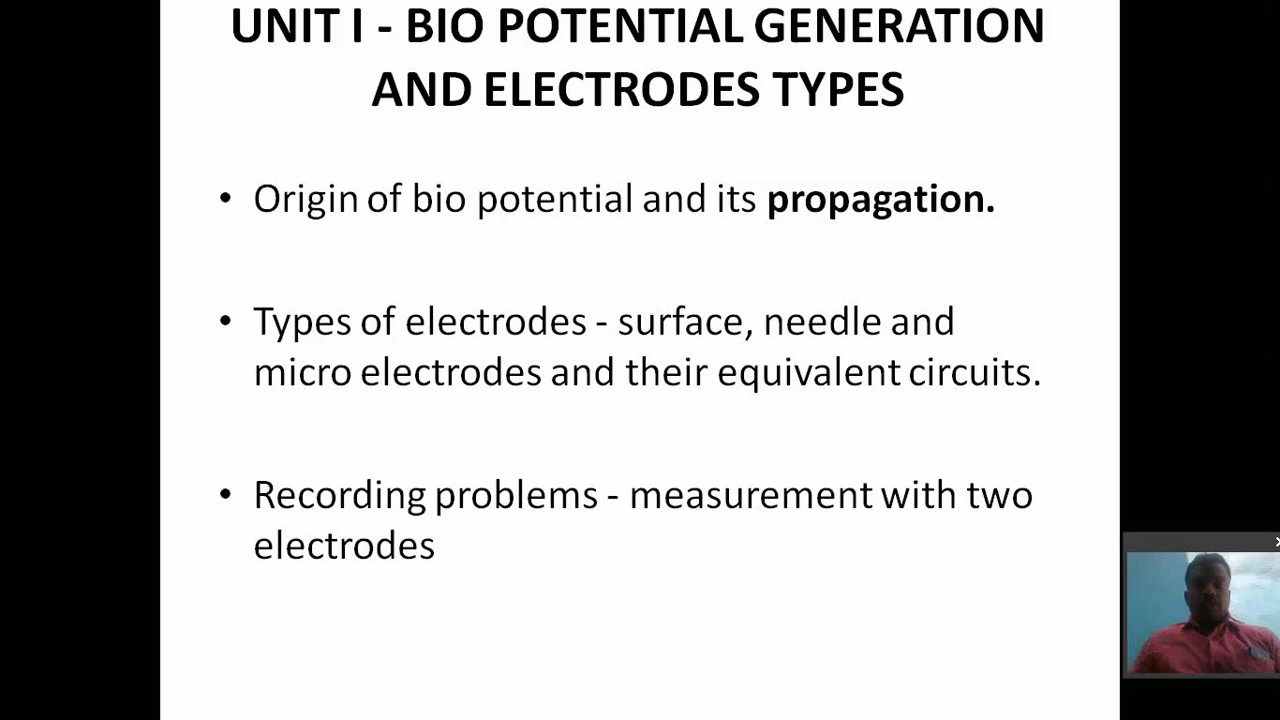 UNIT I - BIO POTENTIAL GENERATION
AND ELECTRODES TYPES
• Origin of bio potential and its propagation.
• Types of electrodes - surface, needle and
micro electrodes and their equivalent circuits.
• Recording problems - measurement with two
electrodes